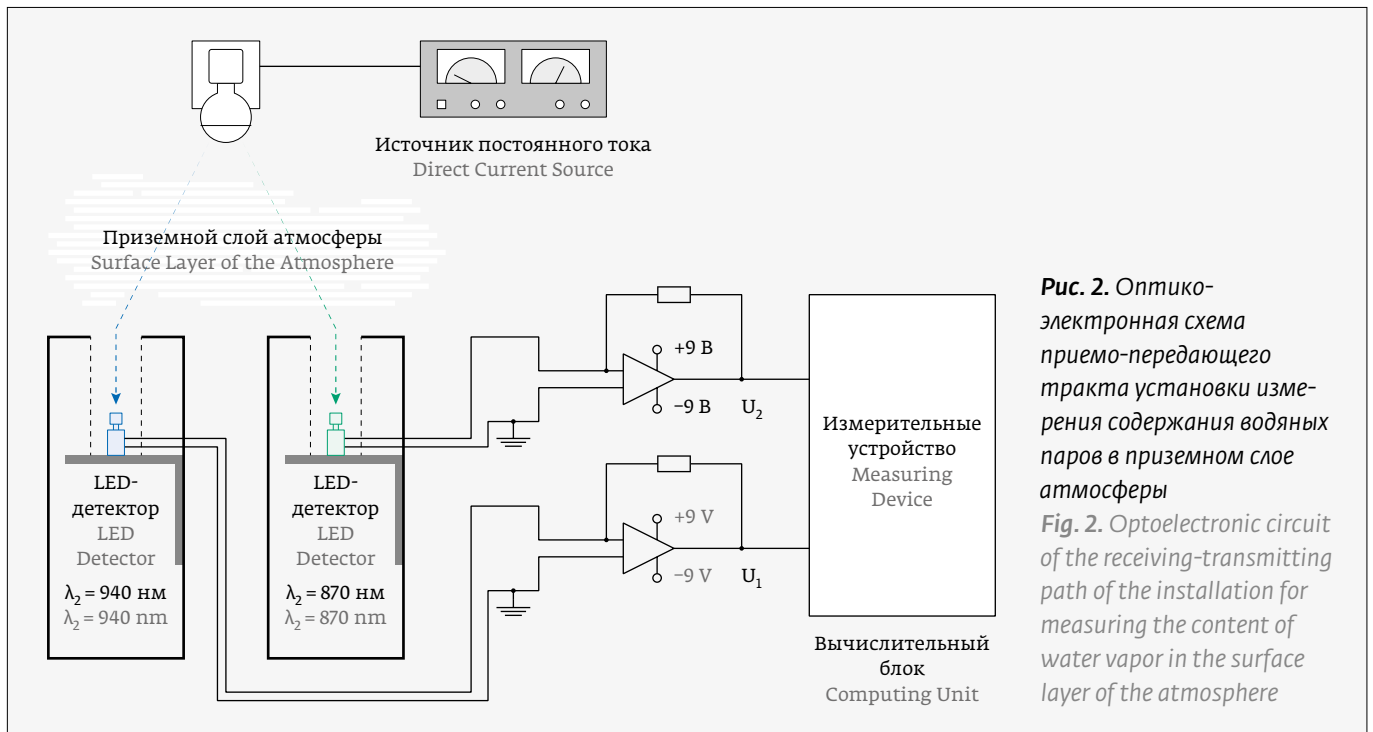 Источник постоянного тока
Direct Current Source
Приземной слой атмосферы
Surface Layer of the Atmosphere
LED-
детектор
LED
Detector
λ₂ = 940 нм
λ₂ = 940 nm
LED-
детектор
LED
Detector
λ₂ = 870 нм
λ₂ = 870 nm
+9 В
−9 В
U₂
+9 V
−9 V
U₁
Измерительные
устройство
Measuring
Device
Вычислительный
блок
Computing Unit
Рис. 2. Оптико-
электронная схема
приемо-передающего
тракта установки изме-
рения содержания водяных
паров в приземном слое
атмосферы
Fig. 2. Optoelectronic circuit
of the receiving-transmitting
path of the installation for
measuring the content of
water vapor in the surface
layer of the atmosphere